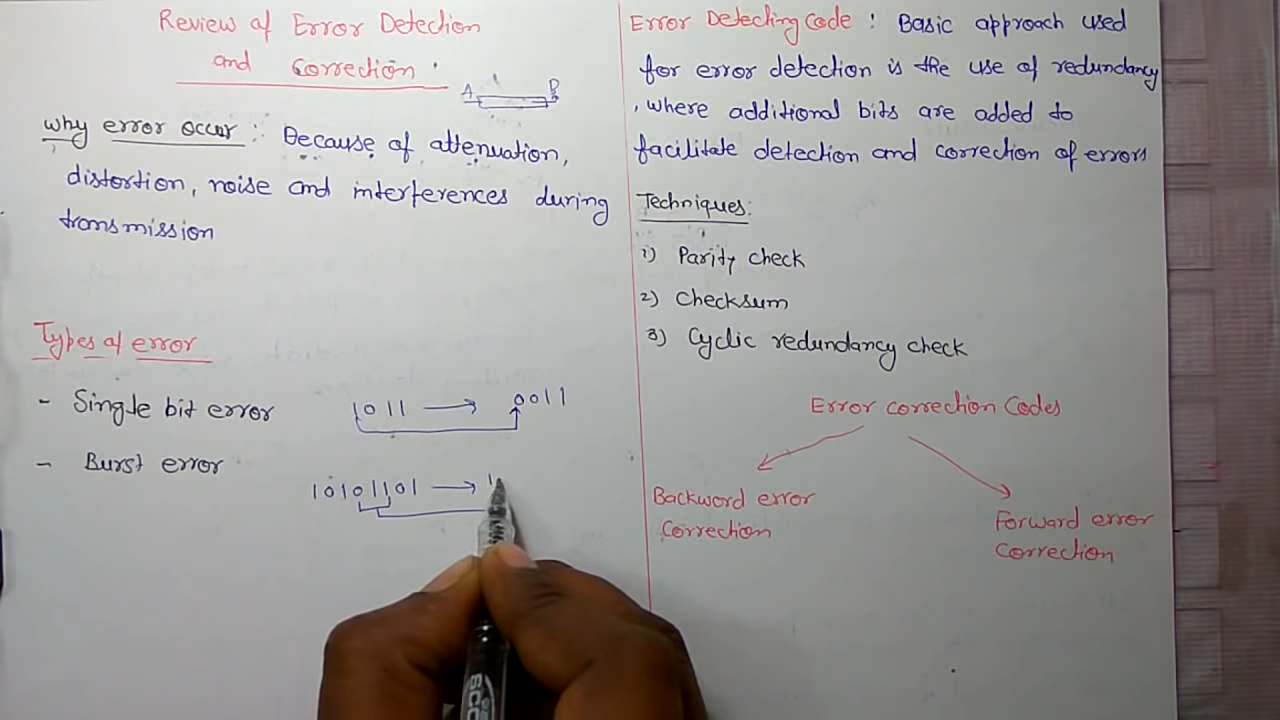 Review of Error Detection
and Correction
A B
Why error occur : Because of attenuation,
distortion, noise and interferences during
transmission
Types of error
- Single bit error
1011 → 0011
- Burst error
10101101 → 1
Error Detecting Code : Basic approach used
for error detection is the use of redundancy
, where additional bits are added to
facilitate detection and correction of errors
Techniques:
1) Parity check
2) Checksum
3) Cyclic redundancy check
Error correction Codes
Backword error
Correction
Forward error
Correction